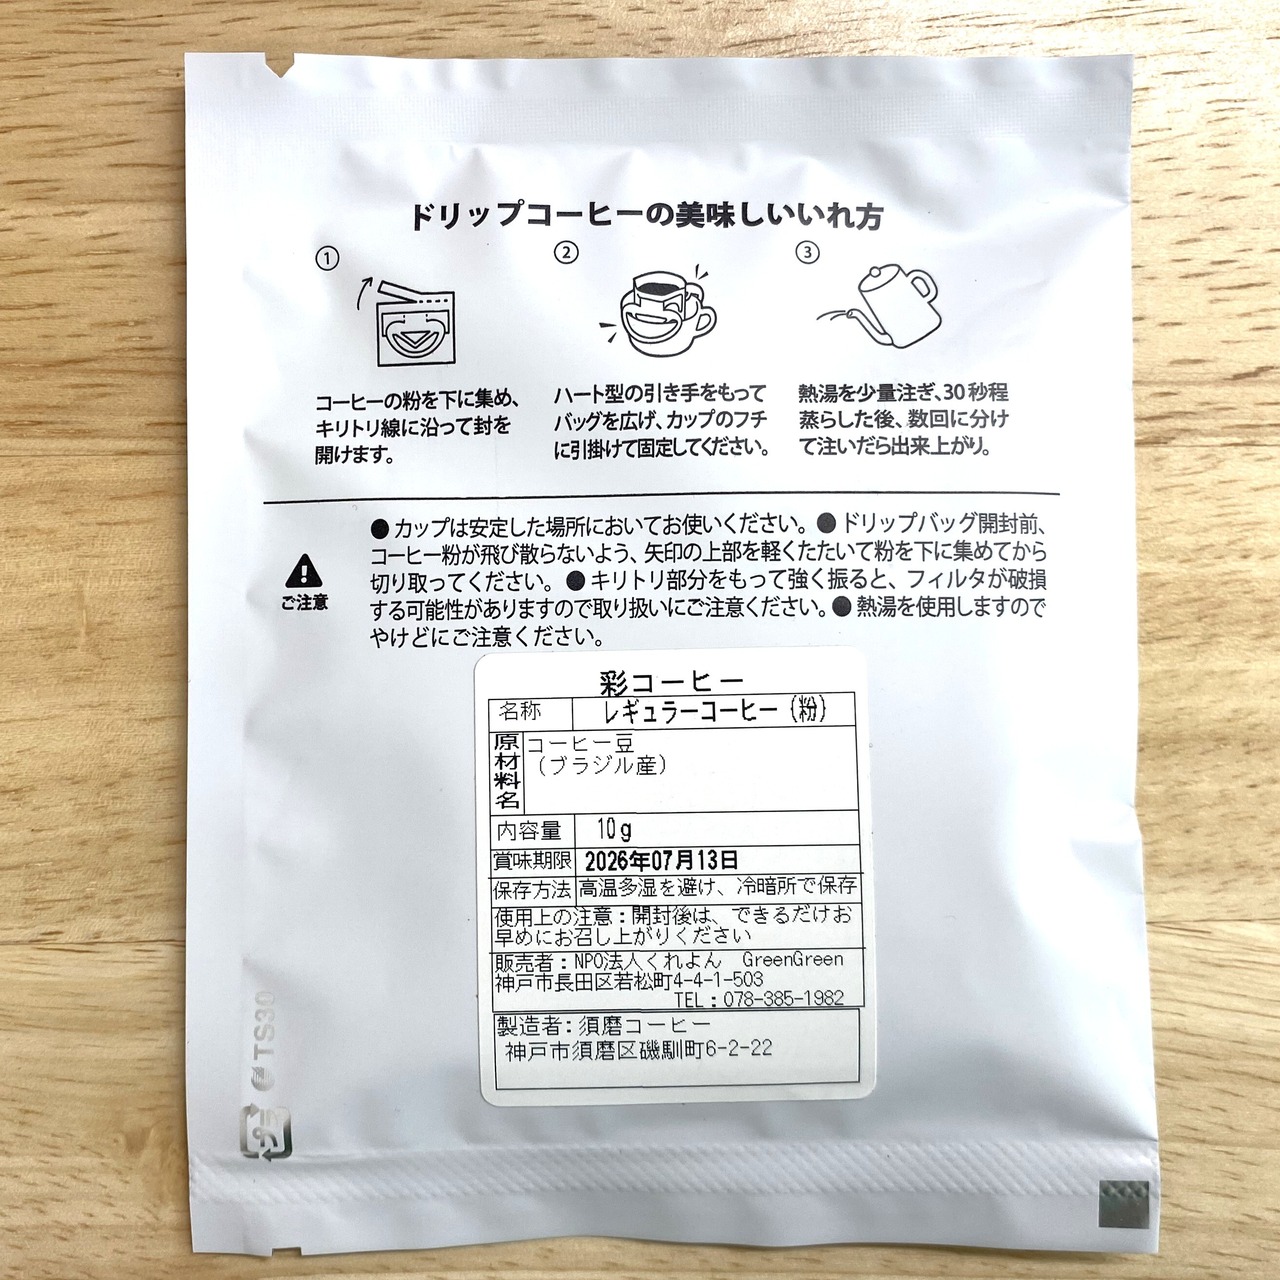 ドリップコーヒーの美味しいいれ方
①
コーヒーの粉を下に集め、
キリトリ線に沿って封を
開けます。
②
ハート型の引き手をもって
バッグを広げ、カップのフチ
に引掛けて固定してください。
③
熱湯を少量注ぎ、30秒程
蒸らした後、数回に分け
て注いだら出来上がり。
ご注意
●カップは安定した場所においてお使いください。●ドリップバッグ開封前、
コーヒー粉が飛び散らないよう、矢印の上部を軽くたたいて粉を下に集めてから
切り取ってください。●キリトリ部分をもって強く振ると、フィルタが破損
する可能性がありますので取り扱いにご注意ください。●熱湯を使用しますので
やけどにご注意ください。
彩コーヒー
名称 レギュラーコーヒー（粉）
原材料名 コーヒー豆
（ブラジル産）
内容量 10g
賞味期限 2026年07月13日
保存方法 高温多湿を避け、冷暗所で保存
使用上の注意：開封後は、できるだけお
早めにお召し上がりください
販売者：NPO法人くれよん GreenGreen
神戸市長田区若松町4-4-1-503
TEL：078-385-1982
製造者：須磨コーヒー
神戸市須磨区磯馴町6-2-22
TS30
プラ